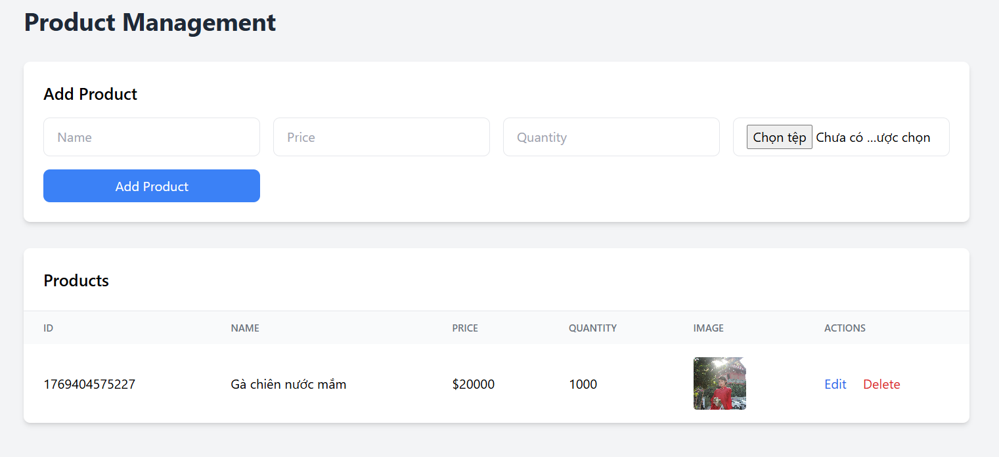 Product Management
Add Product
Name Price Quantity Chọn tệp Chưa có ...ược chọn
Add Product
Products
ID NAME PRICE QUANTITY IMAGE ACTIONS
1769404575227 Gà chiên nước mắm $20000 1000 Edit Delete